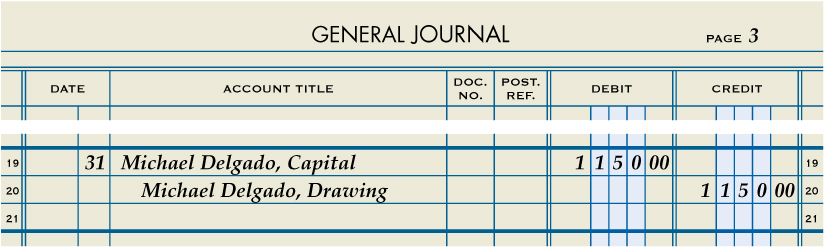 GENERAL JOURNAL PAGE 3
DATE ACCOUNT TITLE DOC. NO. POST. REF. DEBIT CREDIT
19 31 Michael Delgado, Capital 1 1 5 0 00 19
20 Michael Delgado, Drawing 1 1 5 0 00 20
21 21